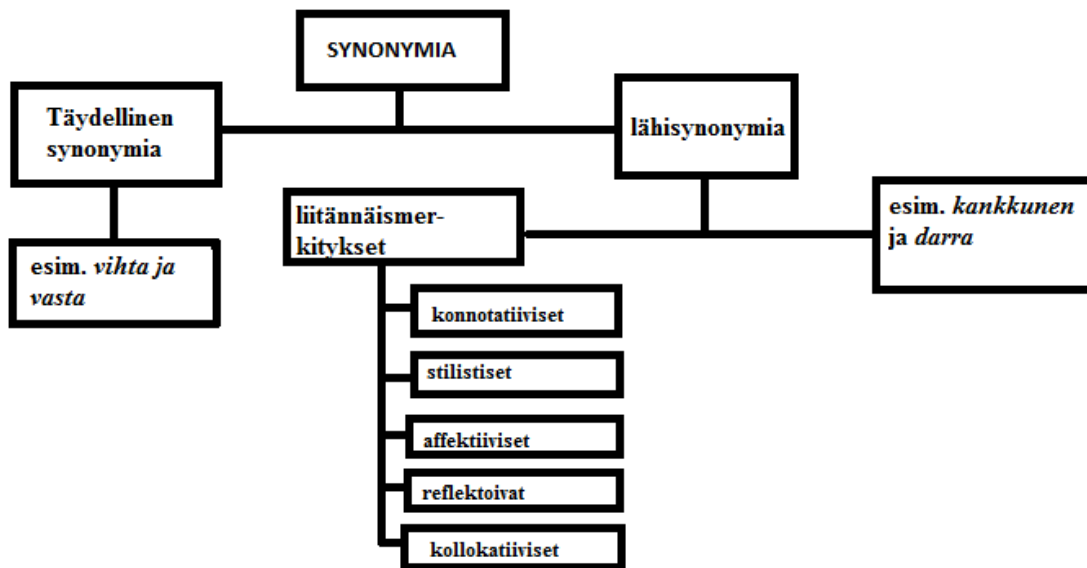 SYNONYMIA
Täydellinen
synonymia
lähisynonymia
esim. vihta ja
vasta
liitännäismer-
kitykset
esim. kankkunen
ja darra
konnotatiiviset
stilistiset
affektiiviset
reflektoivat
kollokatiiviset